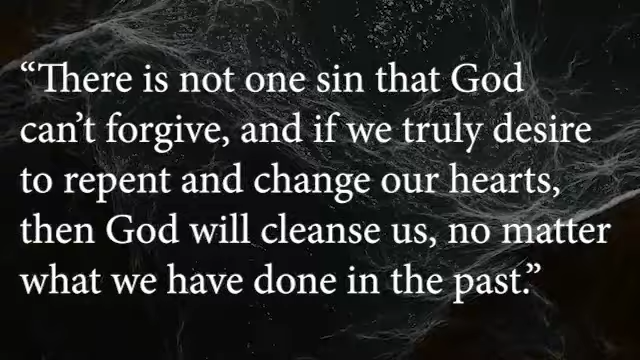 “There is not one sin that God
can’t forgive, and if we truly desire
to repent and change our hearts,
then God will cleanse us, no matter
what we have done in the past.”